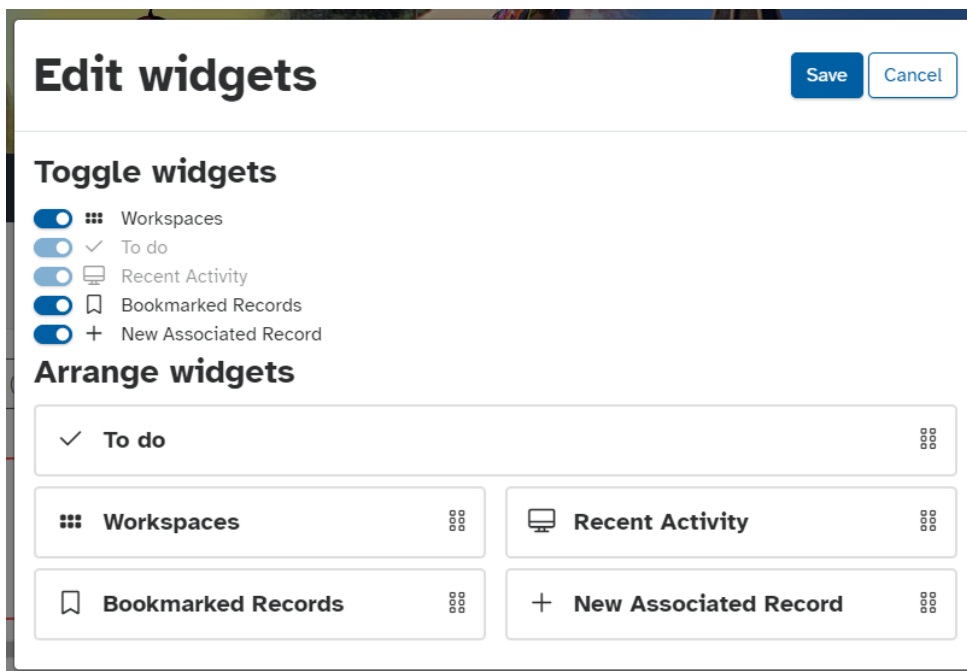 Edit widgets
Save
Cancel
Toggle widgets
Workspaces
To do
Recent Activity
Bookmarked Records
New Associated Record
Arrange widgets
To do
Workspaces
Recent Activity
Bookmarked Records
New Associated Record